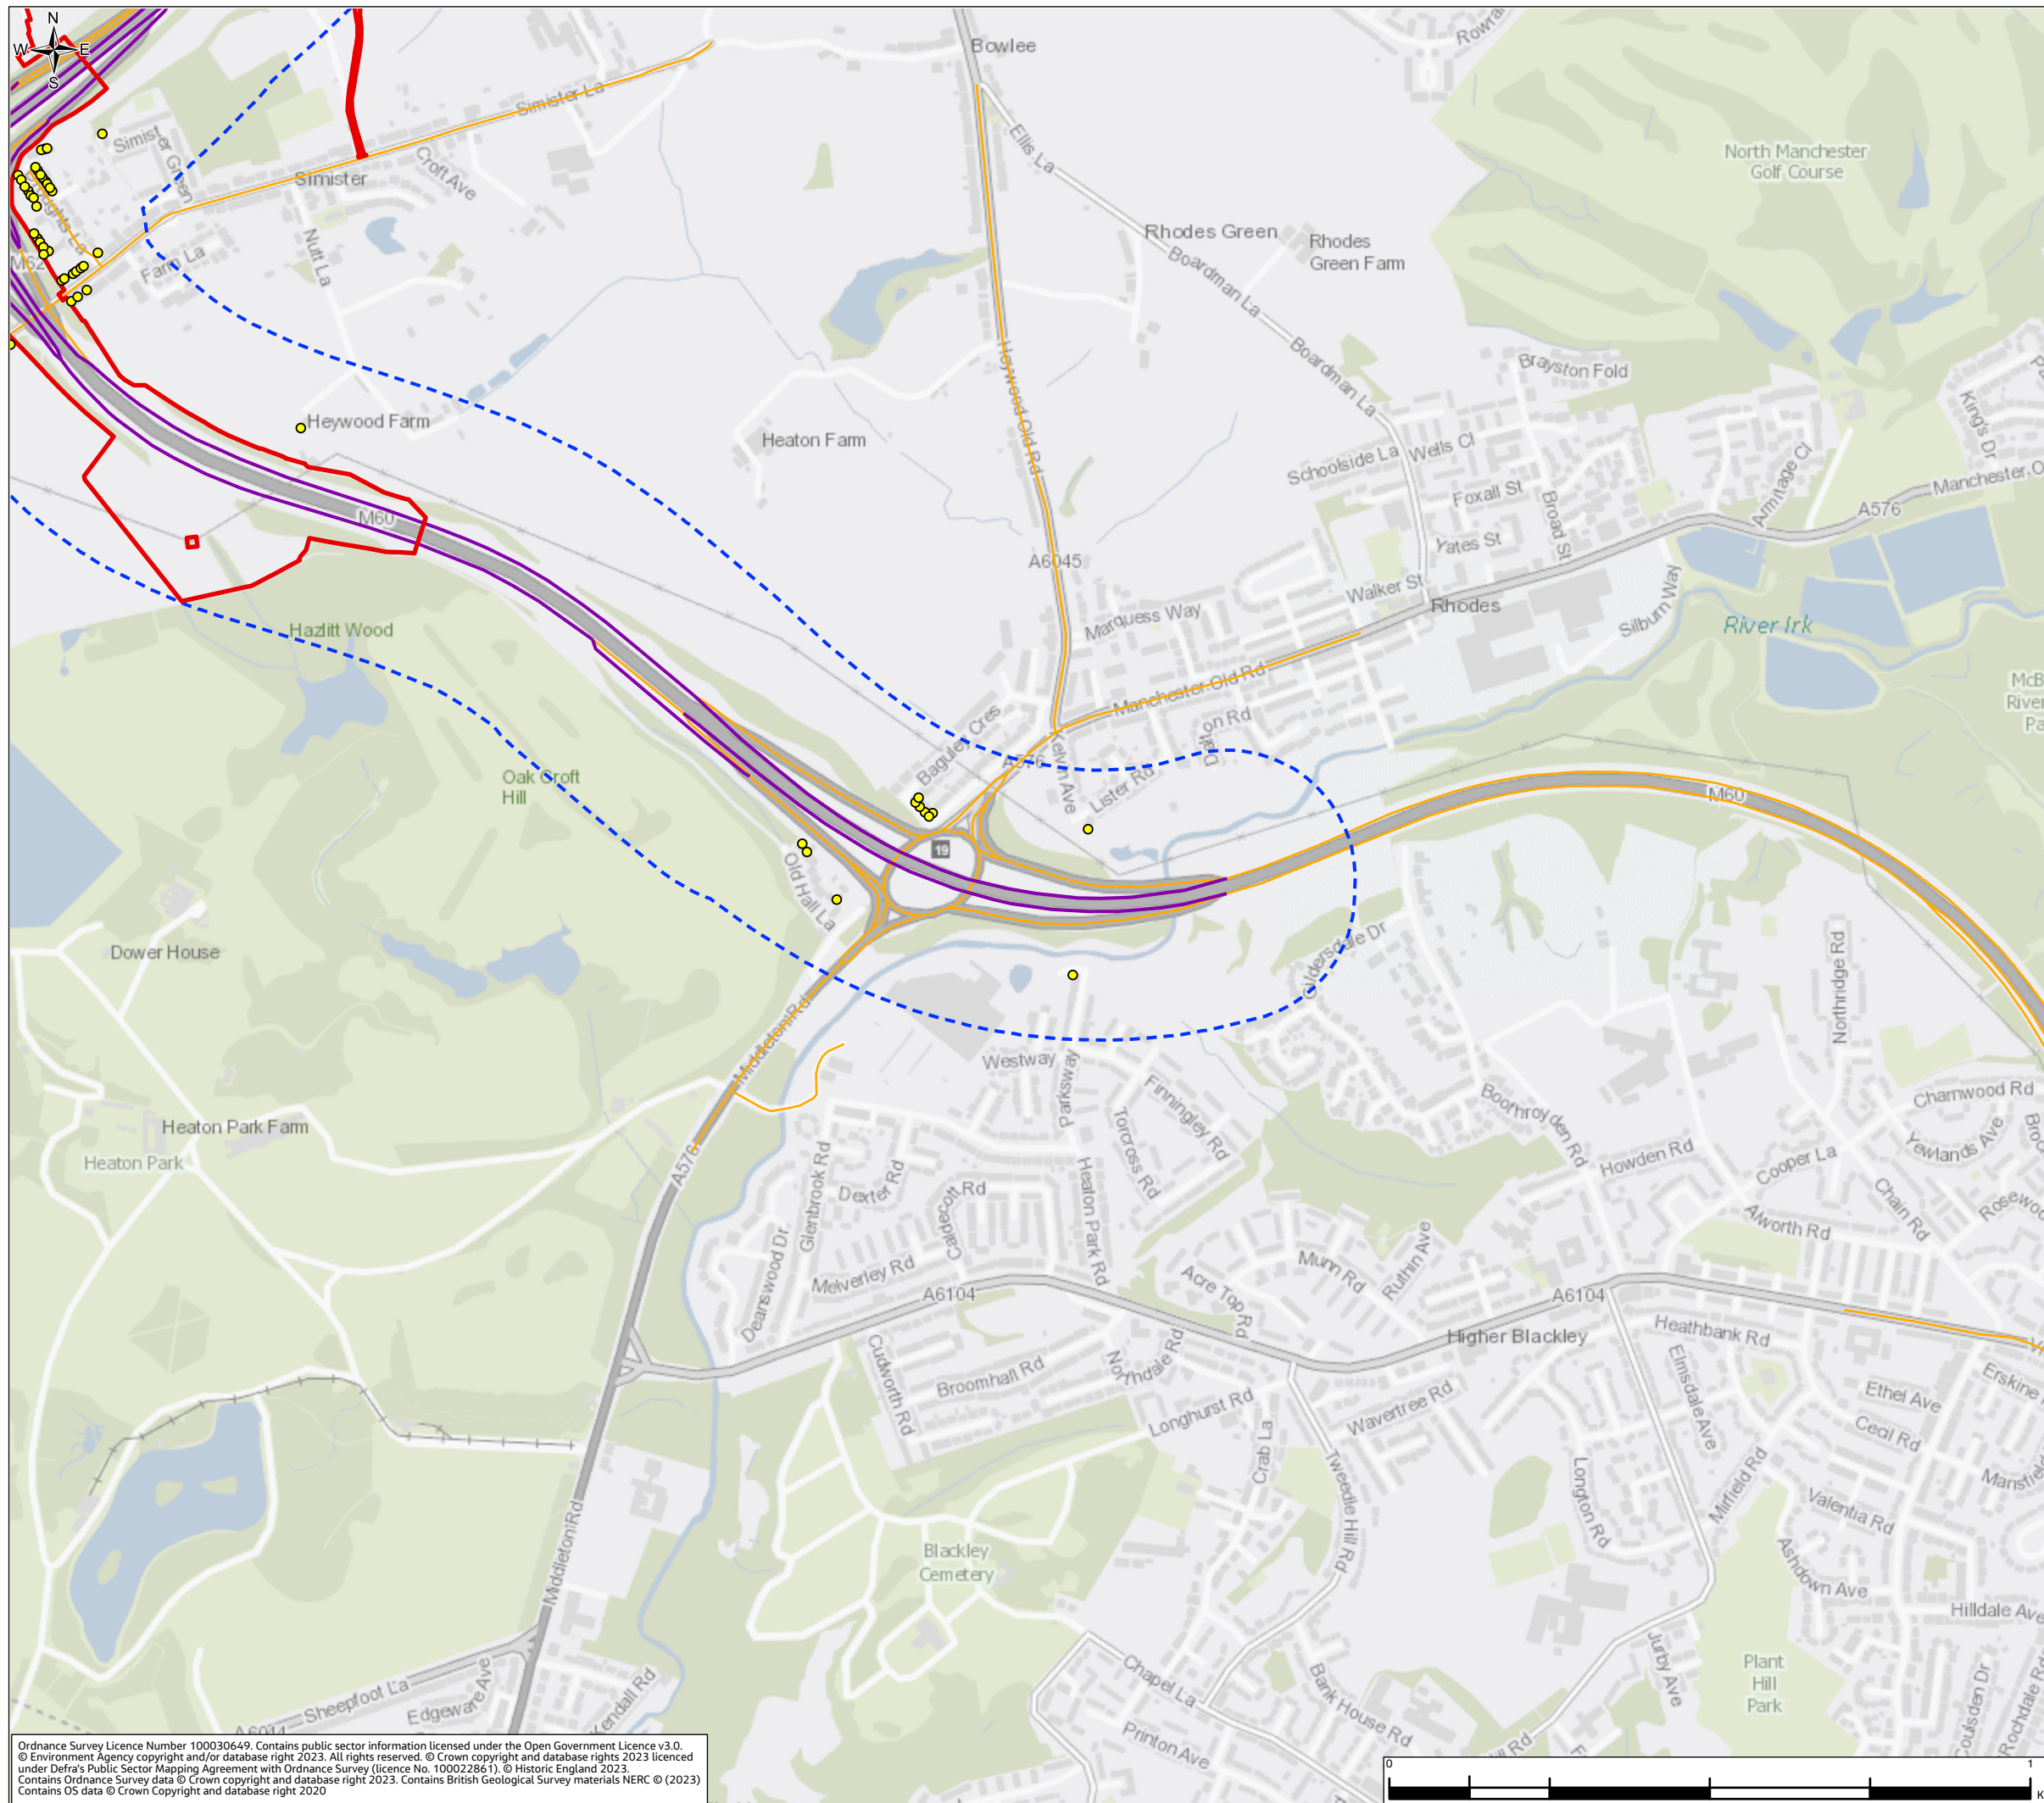 N
W
E
S
Bowlee
Simister La
Ellis La
Simister Green
Croft Ave
Simister
North Manchester
Golf Course
Nutt La
Farm La
M62
Rhodes Green
Rhodes
Green Farm
Boardman La
Boardman La
Heywood Old Rd
Brayston Fold
King's Dr
Heywood Farm
Heaton Farm
Schoolside La
Wells Cl
Armitage Cl
Foxall St
Broad St
A576
M60
Yates St
A6045
Walker St
Rhodes
Silburn Way
River Irk
Marquess Way
Hazlitt Wood
Manchester Old Rd
Baguley Cres
Kelvin Ave
A576
Lister Rd
Oak Croft
Hill
M60
19
Old Hall La
Dower House
Gildersdale Dr
Northridge Rd
Middleton Rd
Westway
Parksway
Finningley Rd
Torcross Rd
Boothroyden Rd
Charnwood Rd
Yewlands Ave
Heaton Park Farm
Heaton Park
A576
Glenbrook Rd
Dexter Rd
Caldecott Rd
Heaton Park Rd
Howden Rd
Cooper La
Chain Rd
Alworth Rd
Deanswood Dr
Melverley Rd
Acre Top Rd
Munn Rd
Ruthin Ave
A6104
A6104
Higher Blackley
Heathbank Rd
Cudworth Rd
Broomhall Rd
Northdale Rd
Longhurst Rd
Wavertree Rd
Elmsdale Ave
Ethel Ave
Erskine
Cecil Rd
Crab La
Tweedle Hill Rd
Longton Rd
Mirfield Rd
Valentia Rd
Middleton Rd
Blackley
Cemetery
Ashdown Ave
Hilldale Ave
Jurby Ave
Plant
Hill
Park
Chapel La
Bank House Rd
Coulsden Dr
Rochdale Rd
Sheepfoot La
Edgeware Ave
Kendall Rd
A6044
Printon Ave
Ordnance Survey Licence Number 100030649. Contains public sector information licensed under the Open Government Licence v3.0.
© Environment Agency copyright and/or database right 2023. All rights reserved. © Crown copyright and database rights 2023 licenced
under Defra's Public Sector Mapping Agreement with Ordnance Survey (licence No. 100022861). © Historic England 2023.
Contains Ordnance Survey data © Crown copyright and database right 2023. Contains British Geological Survey materials NERC © (2023)
Contains OS data © Crown Copyright and database right 2020
0
1